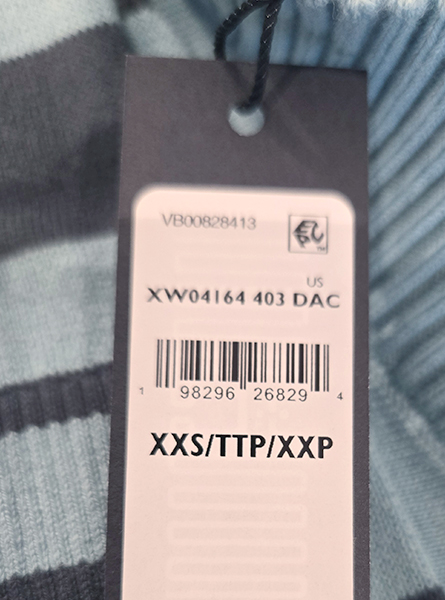 VB00828413
US
XW04164 403 DAC
1 98296 26829 4
XXS/TTP/XXP